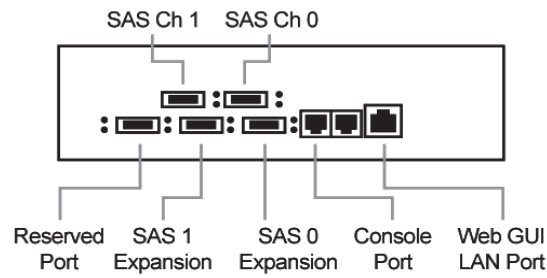 SAS Ch 1 SAS Ch 0
Reserved SAS 1 SAS 0 Console Web GUI
Port Expansion Expansion Port LAN Port